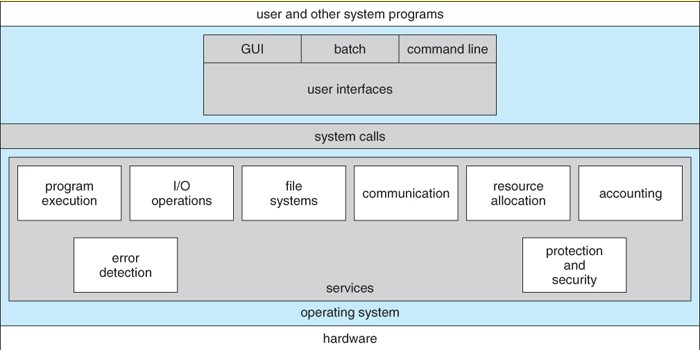 user and other system programs
GUI batch command line
user interfaces
system calls
program
execution
I/O
operations
file
systems
communication
resource
allocation
accounting
error
detection
protection
and
security
services
operating system
hardware